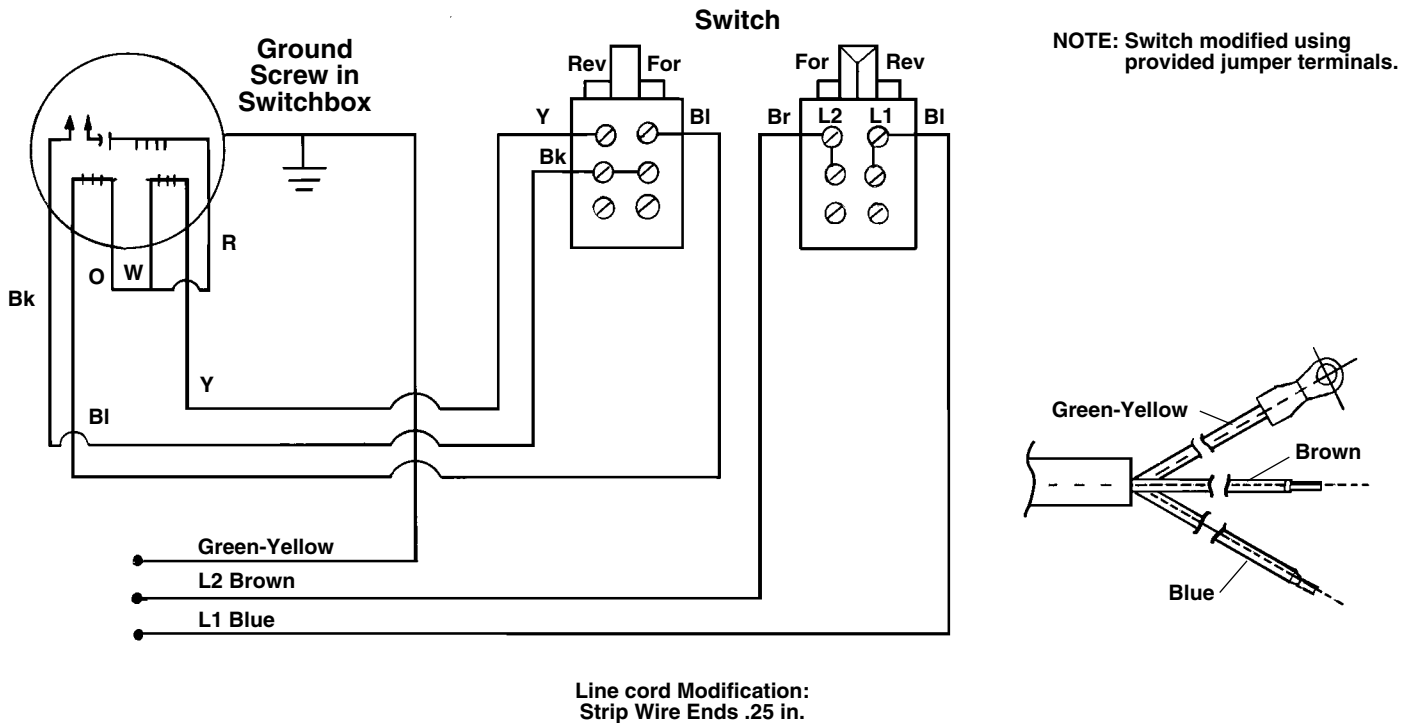 Switch
NOTE: Switch modified using
provided jumper terminals.
Ground
Screw in
Switchbox
Rev
For
For
Rev
Y
Bl
Br
L2
L1
Bl
Bk
R
O
W
Bk
Y
Bl
Green-Yellow
L2 Brown
L1 Blue
Green-Yellow
Brown
Blue
Line cord Modification:
Strip Wire Ends .25 in.